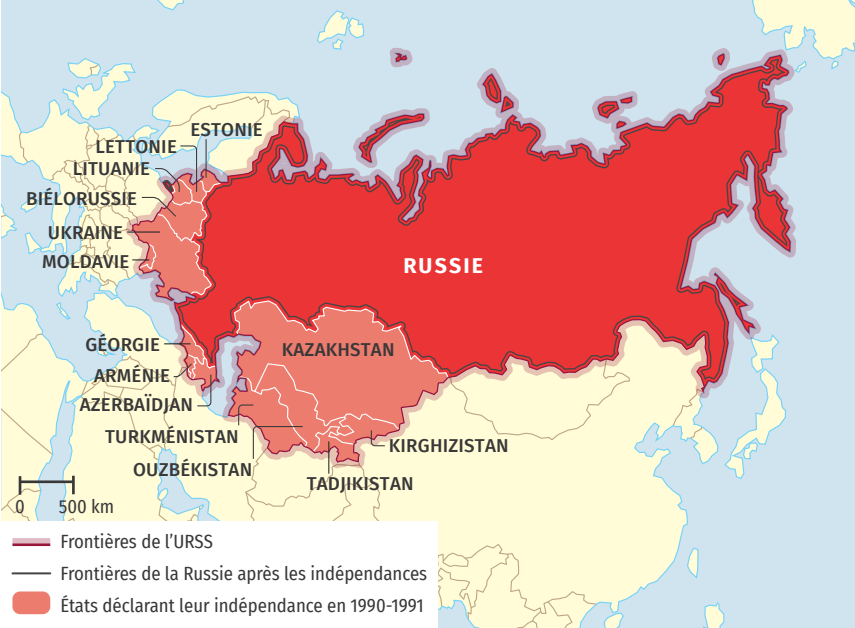 ESTONIE
LETTONIE
LITUANIE
BIÉLORUSSIE
UKRAINE
MOLDAVIE
RUSSIE
GÉORGIE
KAZAKHSTAN
ARMÉNIE
AZERBAÏDJAN
TURKMÉNISTAN
KIRGHIZISTAN
OUZBÉKISTAN
TADJIKISTAN
0 500 km
Frontières de l’URSS
Frontières de la Russie après les indépendances
États déclarant leur indépendance en 1990-1991